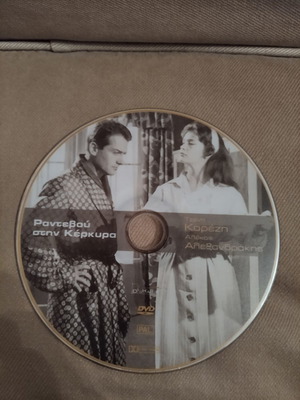 Ραντεβού
στην Κέρκυρα
Τζένη
Καρέζη
Αλέκος
Αλεξανδράκης
DVD